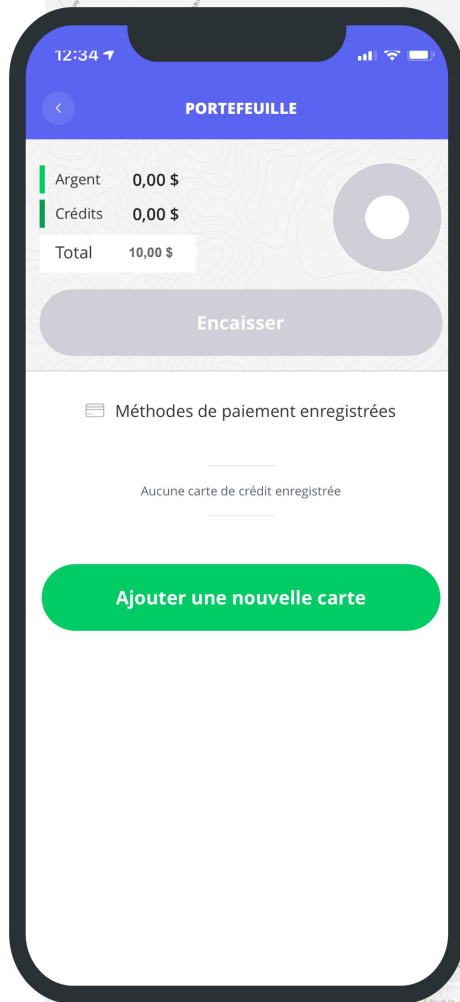 12:34
PORTEFEUILLE
Argent 0,00 $
Crédits 0,00 $
Total 10,00 $
Encaisser
Méthodes de paiement enregistrées
Aucune carte de crédit enregistrée
Ajouter une nouvelle carte